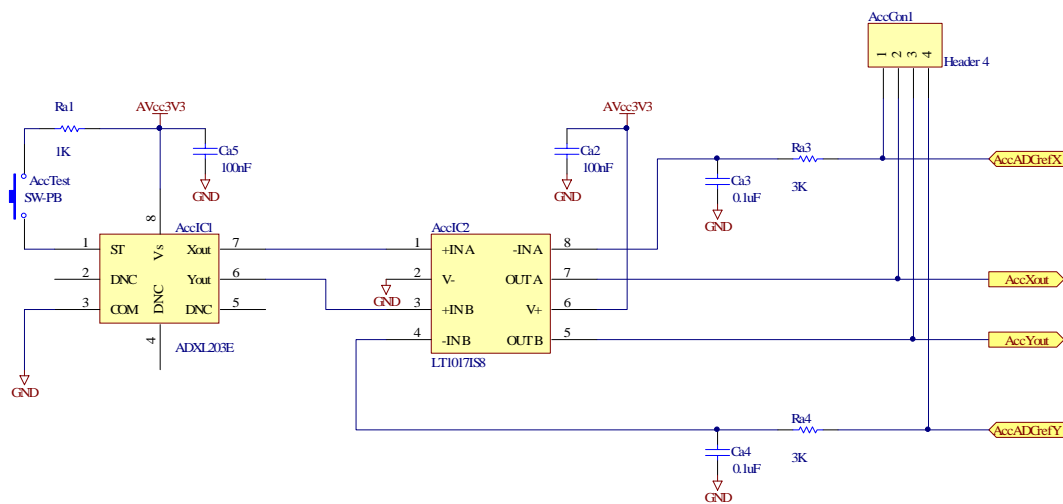 AccCon1
1 2 3 4
Header 4
AVcc3V3
AVcc3V3
Ra1
1K
Ca5
100nF
GND
Ca2
100nF
GND
Ra3
3K
AccADCrefX
Ca3
0.1uF
GND
AccTest
SW-PB
AccIC1
8
Vs
1
ST
Xout
7
2
DNC
Yout
6
3
COM
DNC
DNC
5
4
ADXL203E
GND
AccIC2
1
+INA
-INA
8
2
V-
OUTA
7
GND
3
+INB
V+
6
4
-INB
OUTB
5
LT1017IS8
AccXout
AccYout
Ra4
3K
AccADCrefY
Ca4
0.1uF
GND